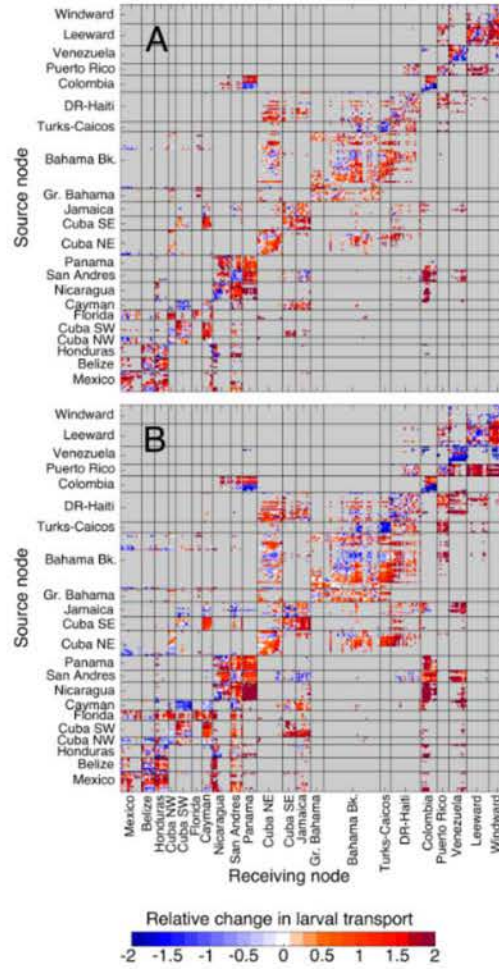 A
Windward
Leeward
Venezuela
Puerto Rico
Colombia
DR-Haiti
Turks-Caicos
Bahama Bk.
Gr. Bahama
Jamaica
Cuba SE
Cuba NE
Panama
San Andres
Nicaragua
Cayman
Florida
Cuba SW
Cuba NW
Honduras
Belize
Mexico
Source node
B
Windward
Leeward
Venezuela
Puerto Rico
Colombia
DR-Haiti
Turks-Caicos
Bahama Bk.
Gr. Bahama
Jamaica
Cuba SE
Cuba NE
Panama
San Andres
Nicaragua
Cayman
Florida
Cuba SW
Cuba NW
Honduras
Belize
Mexico
Source node
Mexico
Belize
Honduras
Cuba NW
Cuba SW
Florida
Cayman
Nicaragua
San Andres
Panama
Cuba NE
Cuba SE
Jamaica
Gr. Bahama
Bahama Bk.
Turks-Caicos
DR-Haiti
Colombia
Puerto Rico
Venezuela
Leeward
Windward
Receiving node
Relative change in larval transport
-2 -1.5 -1 -0.5 0 0.5 1 1.5 2